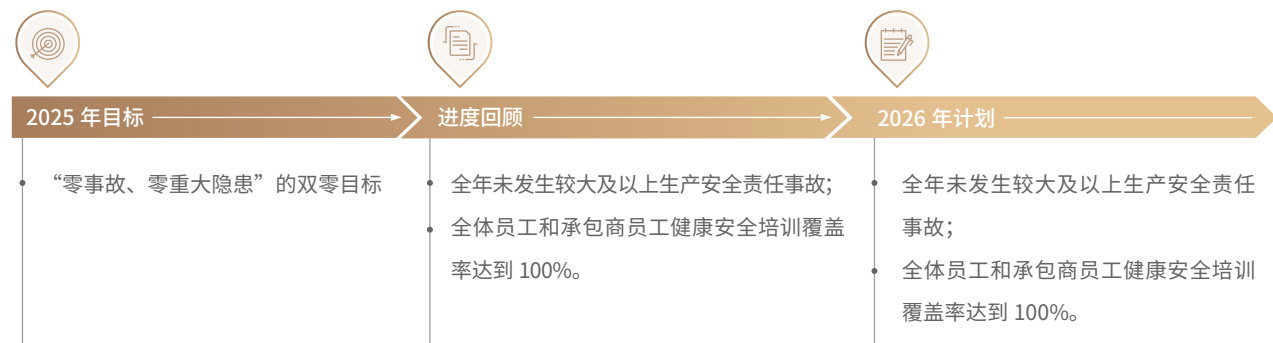 2025 年目标
“零事故、零重大隐患”的双零目标
进度回顾
全年未发生较大及以上生产安全责任事故；
全体员工和承包商员工健康安全培训覆盖
率达到 100%。
2026 年计划
全年未发生较大及以上生产安全责任
事故；
全体员工和承包商员工健康安全培训
覆盖率达到 100%。